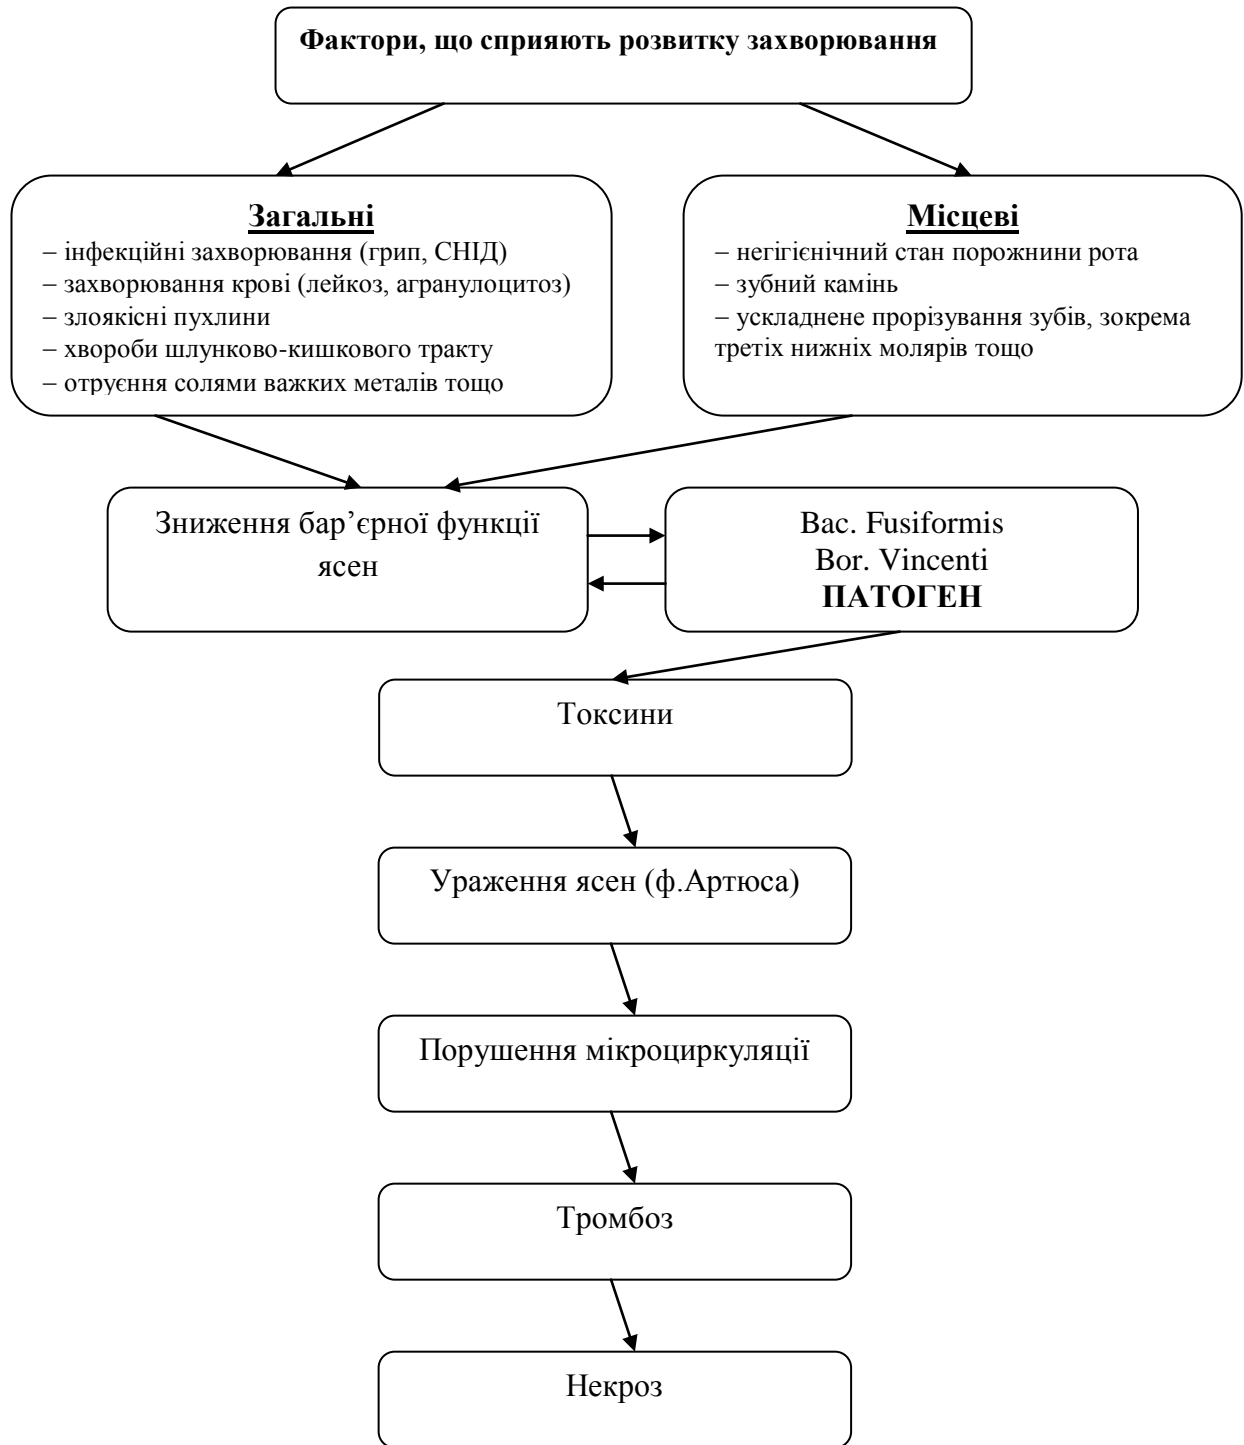 Фактори, що сприяють розвитку захворювання
Загальні
– інфекційні захворювання (грип, СНІД)
– захворювання крові (лейкоз, агранулоцитоз)
– злоякісні пухлини
– хвороби шлунково-кишкового тракту
– отруєння солями важких металів тощо
Місцеві
– негігієнічний стан порожнини рота
– зубний камінь
– ускладнене прорізування зубів, зокрема
третіх нижніх молярів тощо
Зниження бар’єрної функції
ясен
Bac. Fusiformis
Bor. Vincenti
ПАТОГЕН
Токсини
Ураження ясен (ф.Артюса)
Порушення мікроциркуляції
Тромбоз
Некроз